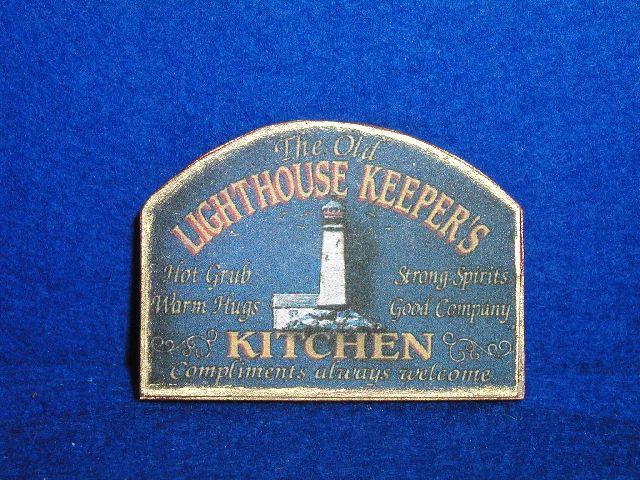 The Old
LIGHTHOUSE KEEPER'S
Hot Grub
Warm Hugs
Strong Spirits
Good Company
KITCHEN
Compliments always welcome